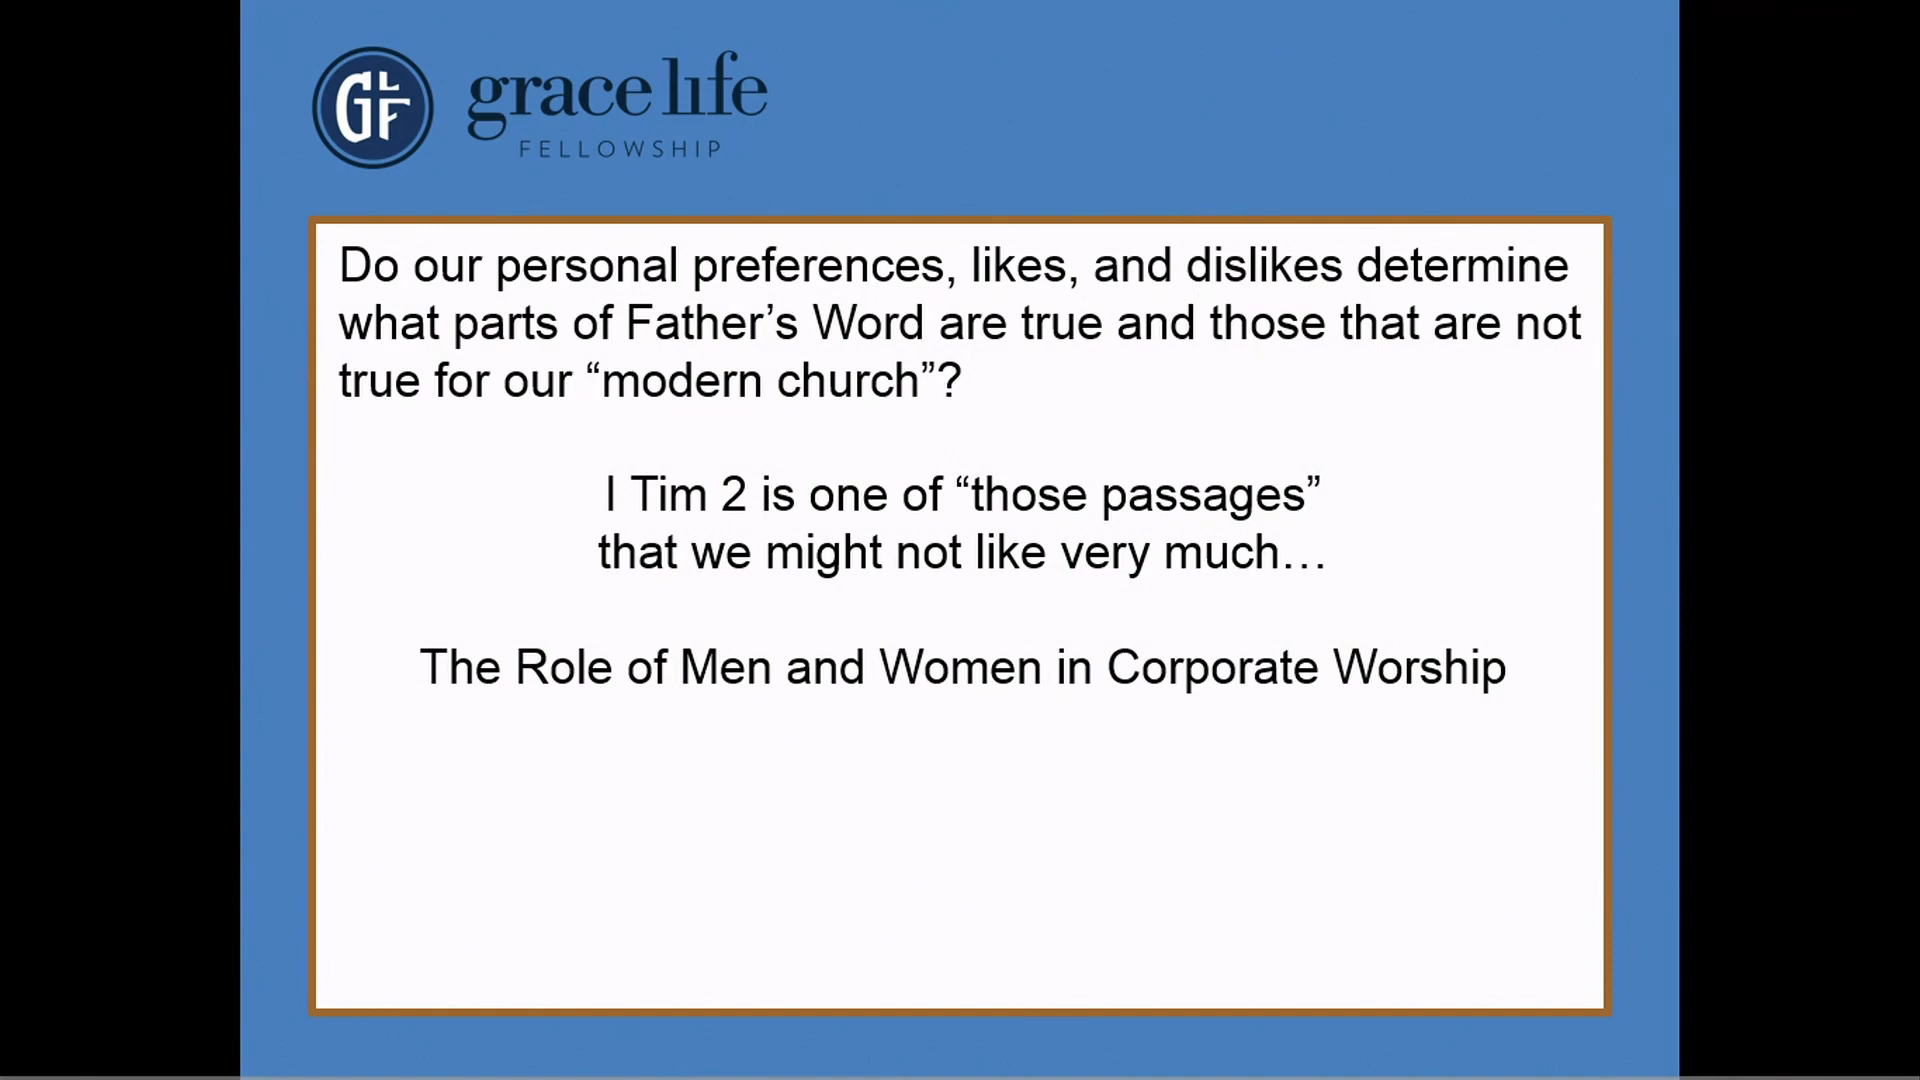 GLF
grace life
FELLOWSHIP
Do our personal preferences, likes, and dislikes determine
what parts of Father’s Word are true and those that are not
true for our “modern church”?
I Tim 2 is one of “those passages”
that we might not like very much…
The Role of Men and Women in Corporate Worship